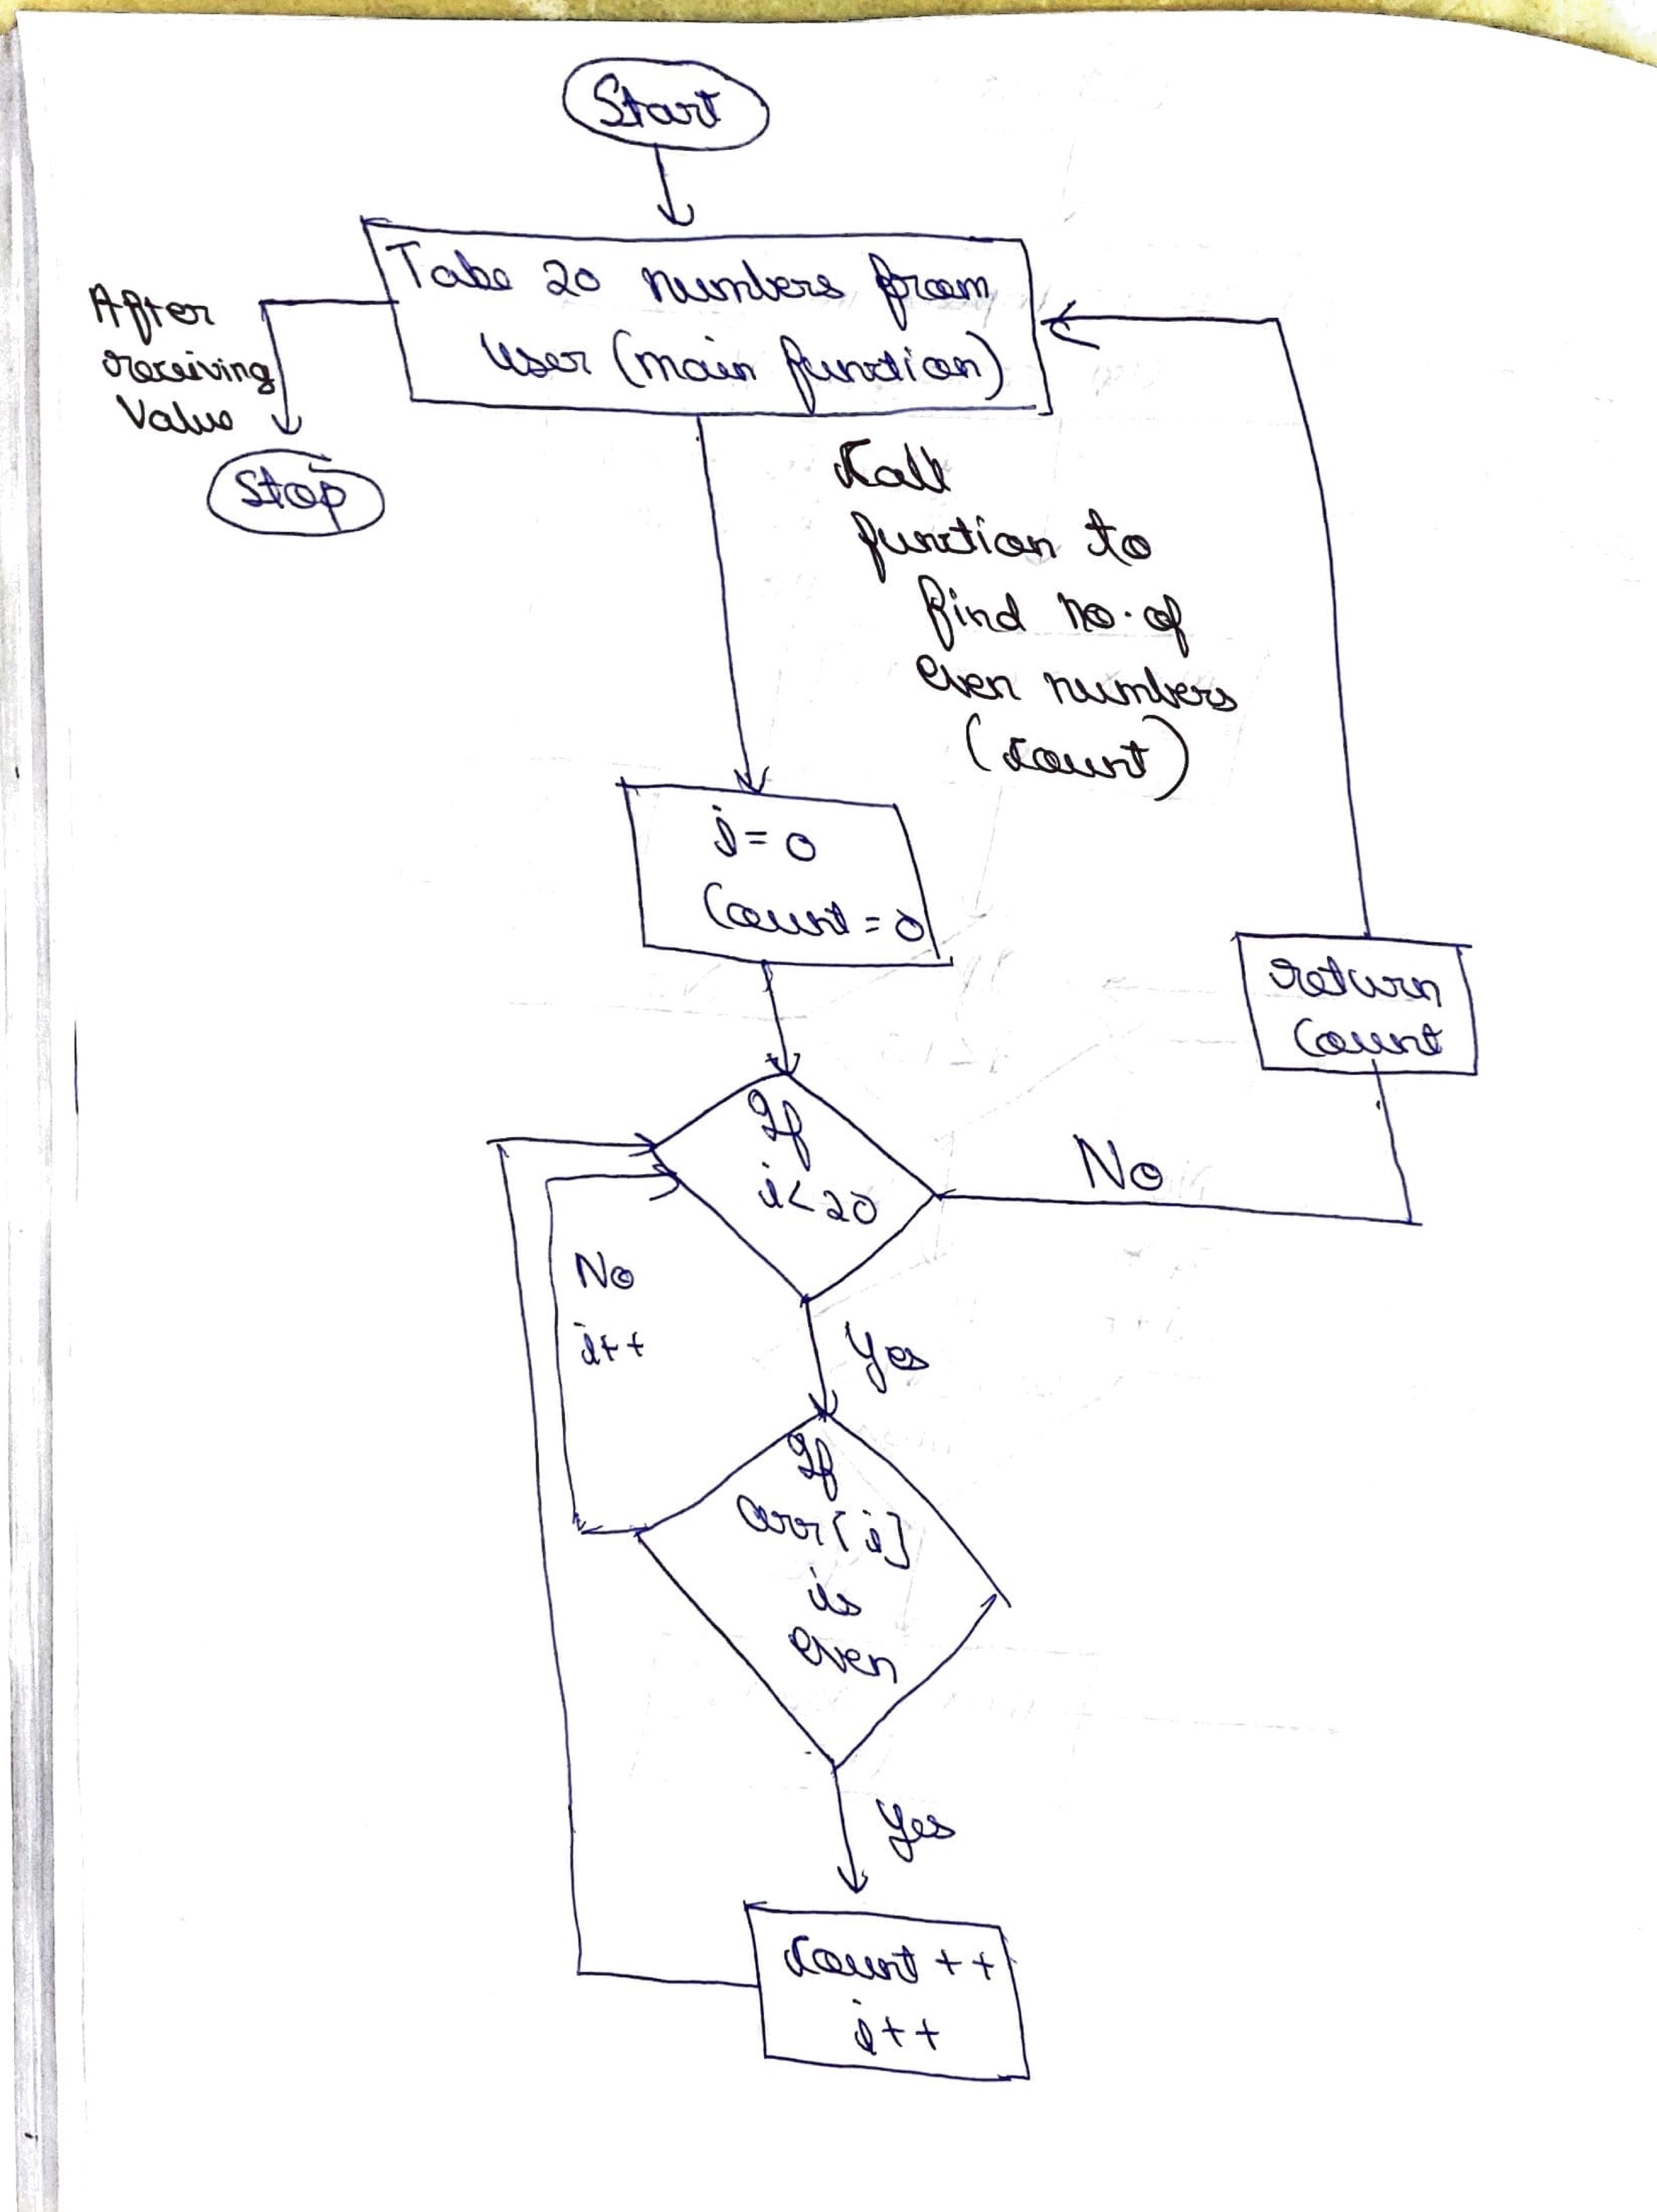 Start
Take 20 numbers from
User (main function)
After
receiving
Value
Stop
Call
function to
find no. of
even numbers
(count)
i = 0
Count = 0
return
Count
If
i < 20
No
No
i++
Yes
If
arr[i]
is
even
Yes
Count ++
i++